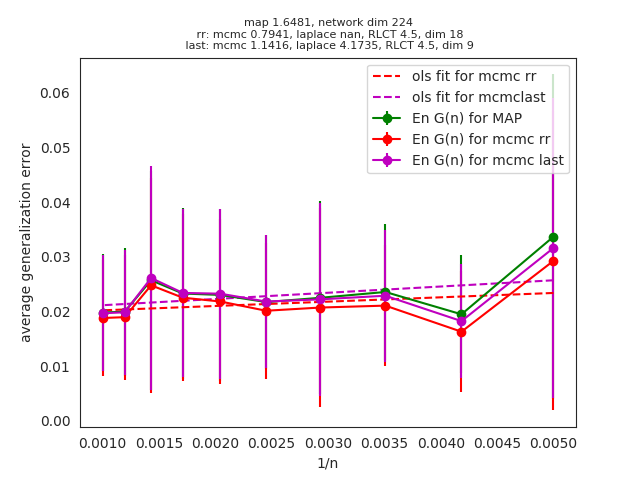 map 1.6481, network dim 224
rr: mcmc 0.7941, laplace nan, RLCT 4.5, dim 18
last: mcmc 1.1416, laplace 4.1735, RLCT 4.5, dim 9
ols fit for mcmc rr
ols fit for mcmclast
En G(n) for MAP
En G(n) for mcmc rr
En G(n) for mcmc last
average generalization error
0.06
0.05
0.04
0.03
0.02
0.01
0.00
0.0010 0.0015 0.0020 0.0025 0.0030 0.0035 0.0040 0.0045 0.0050
1/n